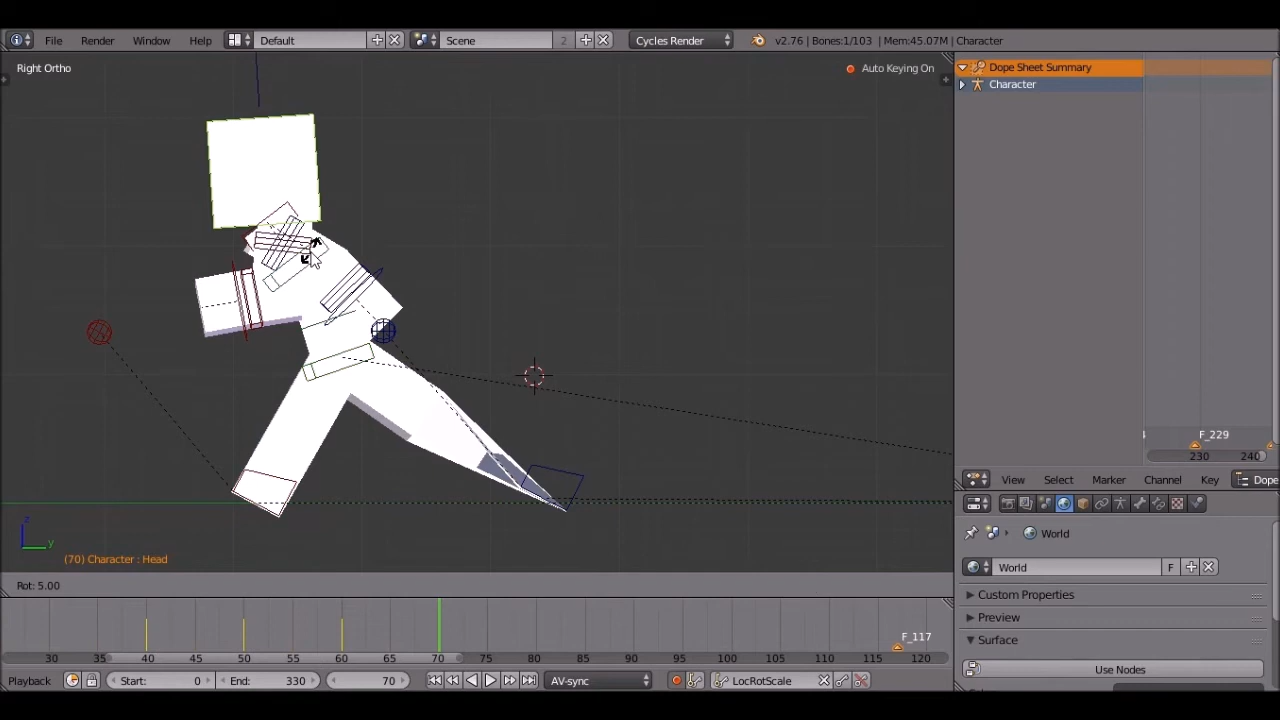 File Render Window Help Default Scene 2 Cycles Render v2.76 | Bones:1/103 | Mem:45.07M | Character
Right Ortho
Auto Keying On
Dope Sheet Summary
Character
F_229
230 240
View Select Marker Channel Key Dope
World
World F
Custom Properties
Preview
Surface
Use Nodes
z
y
(70) Character : Head
Rot: 5.00
F_117
30 35 40 45 50 55 60 65 70 75 80 85 90 95 100 105 110 115 120
Playback Start: 0 End: 330 70 AV-sync LocRotScale